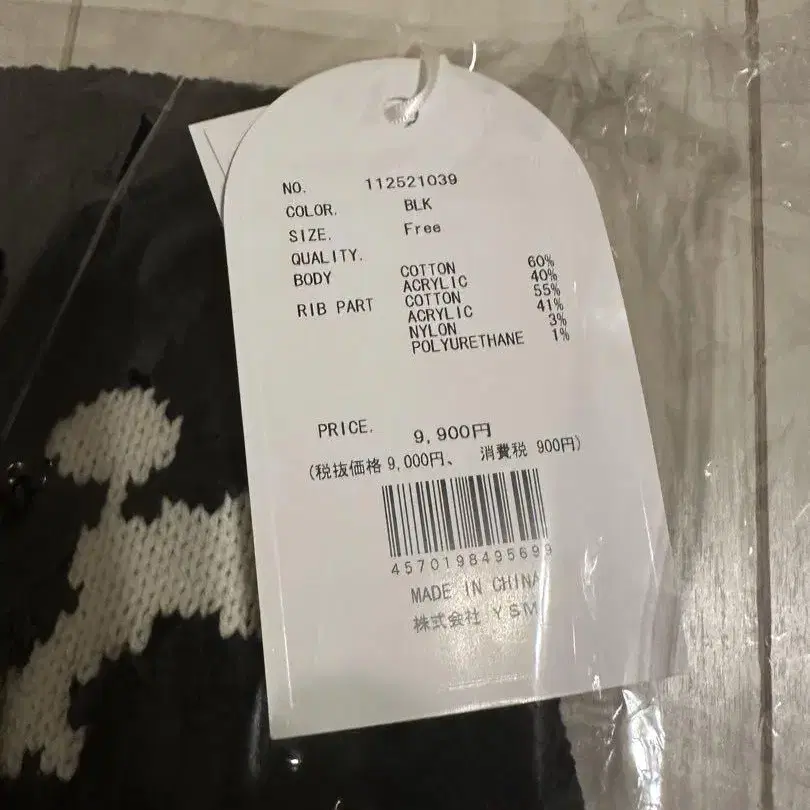 NO. 112521039
COLOR. BLK
SIZE. Free
QUALITY.
BODY COTTON 60%
ACRYLIC 40%
RIB PART COTTON 55%
ACRYLIC 41%
NYLON 3%
POLYURETHANE 1%
PRICE. 9,900円
(税抜価格 9,000円、 消費税 900円)
4570198495699
MADE IN CHINA
株式会社 YSM